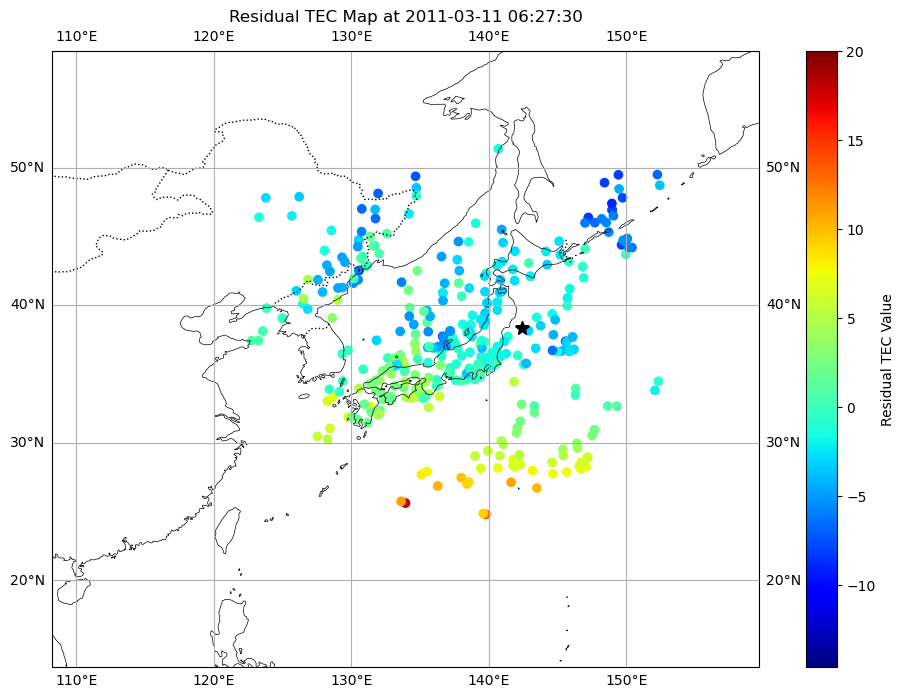 Residual TEC Map at 2011-03-11 06:27:30
110°E 120°E 130°E 140°E 150°E
20
15
10
5
0
−5
−10
Residual TEC Value
50°N 50°N
40°N 40°N
30°N 30°N
20°N 20°N
110°E 120°E 130°E 140°E 150°E